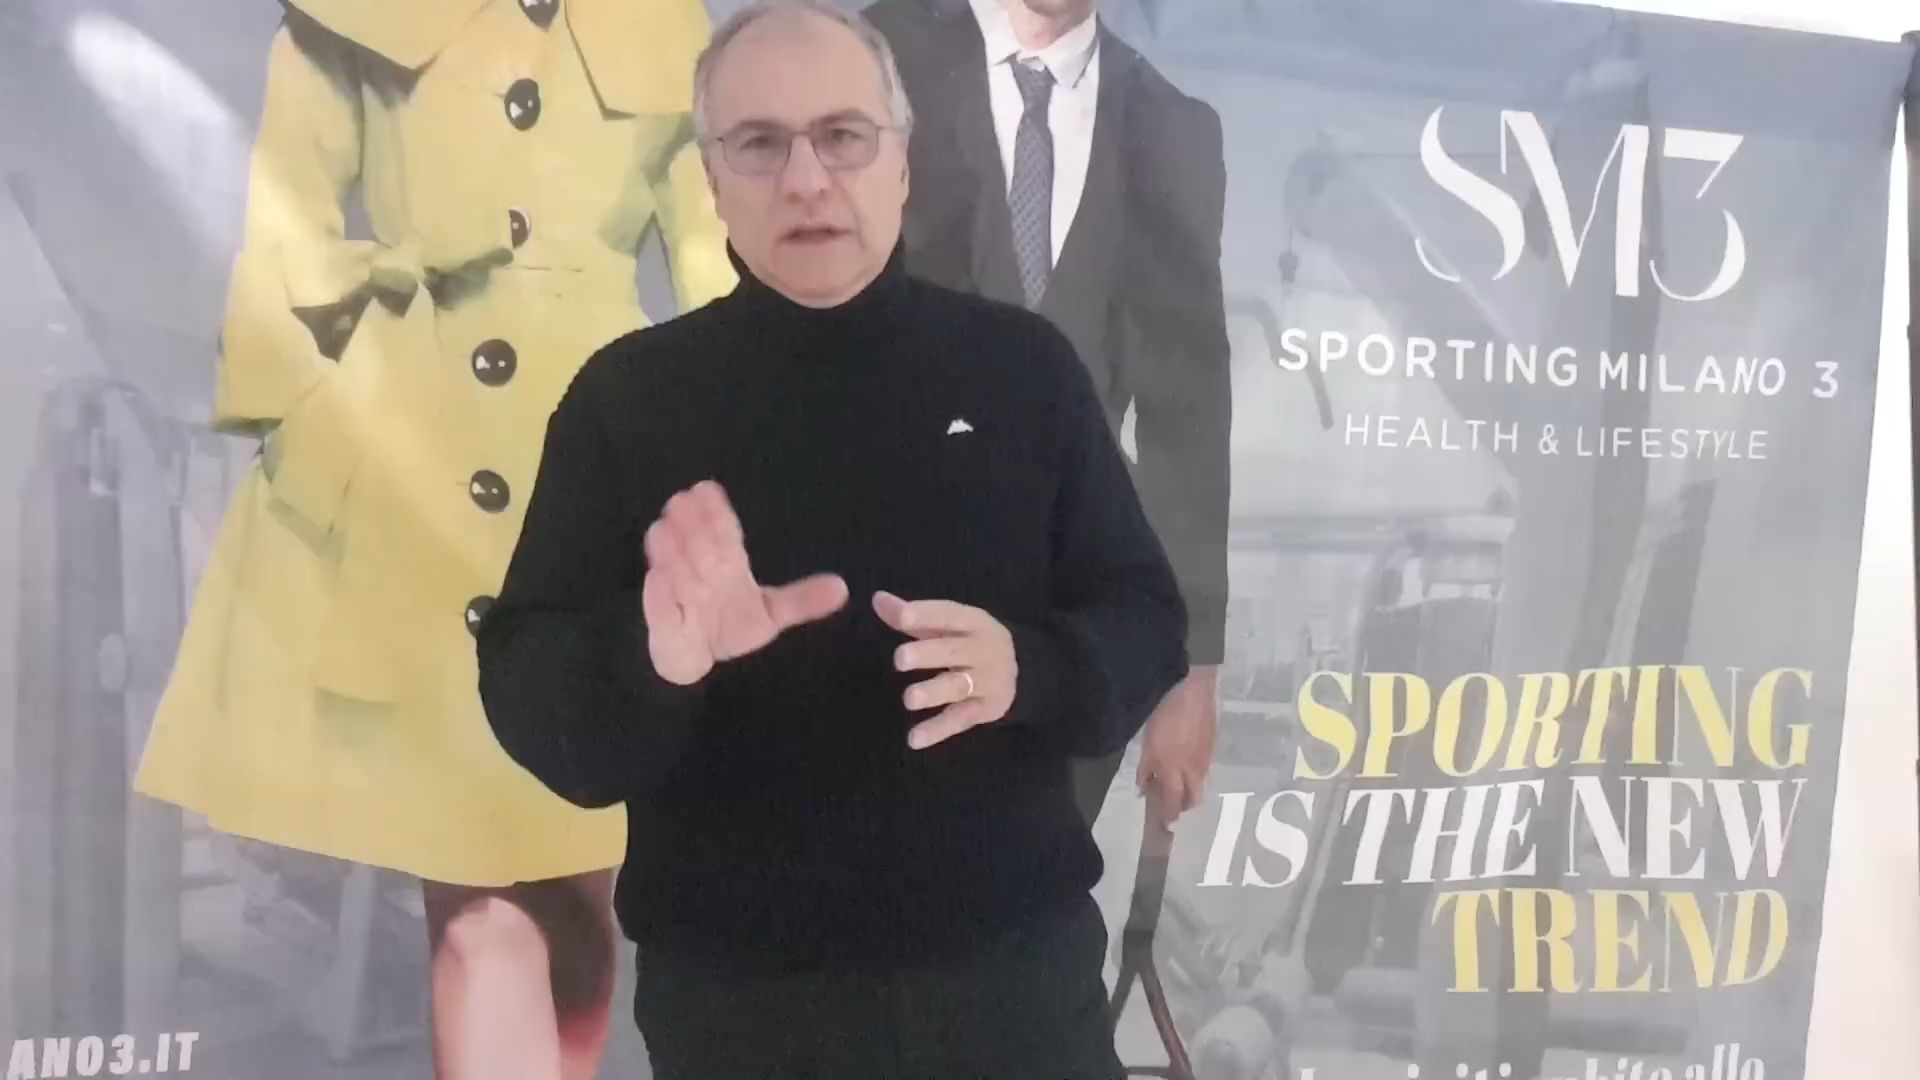 SM3
SPORTING MILANO 3
HEALTH & LIFESTYLE
SPORTING
IS THE NEW
TREND
ANO3.IT